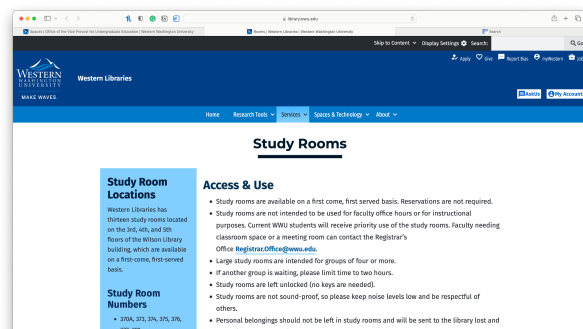 library.wwu.edu
Spaces | Office of the Vice Provost for Undergraduate Education | Western Washington University
Rooms | Western Libraries | Western Washington University
Search
Skip to Content Display Settings Search:
Go
Apply Give Report Bias myWestern Job
WESTERN
WASHINGTON
UNIVERSITY
MAKE WAVES.
Western Libraries
AskUs My Account
Home Research Tools Services Spaces & Technology About
Study Rooms
Study Room
Locations
Western Libraries has
thirteen study rooms located
on the 3rd, 4th, and 5th
floors of the Wilson Library
building, which are available
on a first-come, first-served
basis.
Study Room
Numbers
• 370A, 373, 374, 375, 376,
Access & Use
• Study rooms are available on a first come, first served basis. Reservations are not required.
• Study rooms are not intended to be used for faculty office hours or for instructional
purposes. Current WWU students will receive priority use of the study rooms. Faculty needing
classroom space or a meeting room can contact the Registrar's
Office Registrar.Office@wwu.edu.
• Large study rooms are intended for groups of four or more.
• If another group is waiting, please limit time to two hours.
• Study rooms are left unlocked (no keys are needed).
• Study rooms are not sound-proof, so please keep noise levels low and be respectful of
others.
• Personal belongings should not be left in study rooms and will be sent to the library lost and